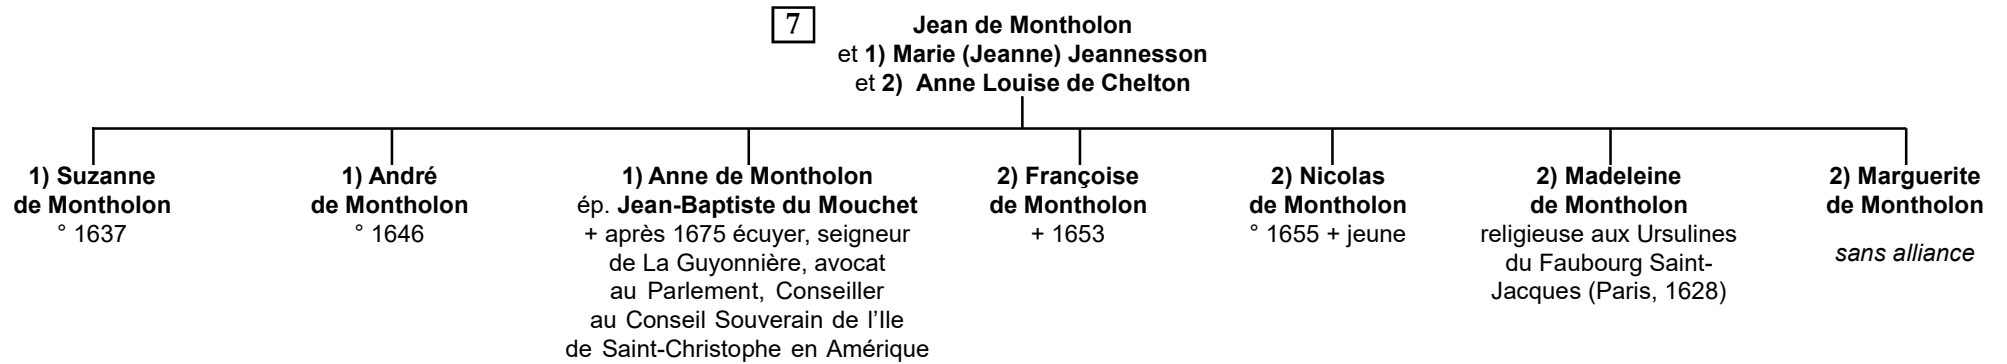 7
Jean de Montholon
et 1) Marie (Jeanne) Jeannesson
et 2) Anne Louise de Chelton
1) Suzanne
de Montholon
° 1637
1) André
de Montholon
° 1646
1) Anne de Montholon
ép. Jean-Baptiste du Mouchet
+ après 1675 écuyer, seigneur
de La Guyonnière, avocat
au Parlement, Conseiller
au Conseil Souverain de l'Ile
de Saint-Christophe en Amérique
2) Françoise
de Montholon
+ 1653
2) Nicolas
de Montholon
° 1655 + jeune
2) Madeleine
de Montholon
religieuse aux Ursulines
du Faubourg Saint-
Jacques (Paris, 1628)
2) Marguerite
de Montholon
sans alliance